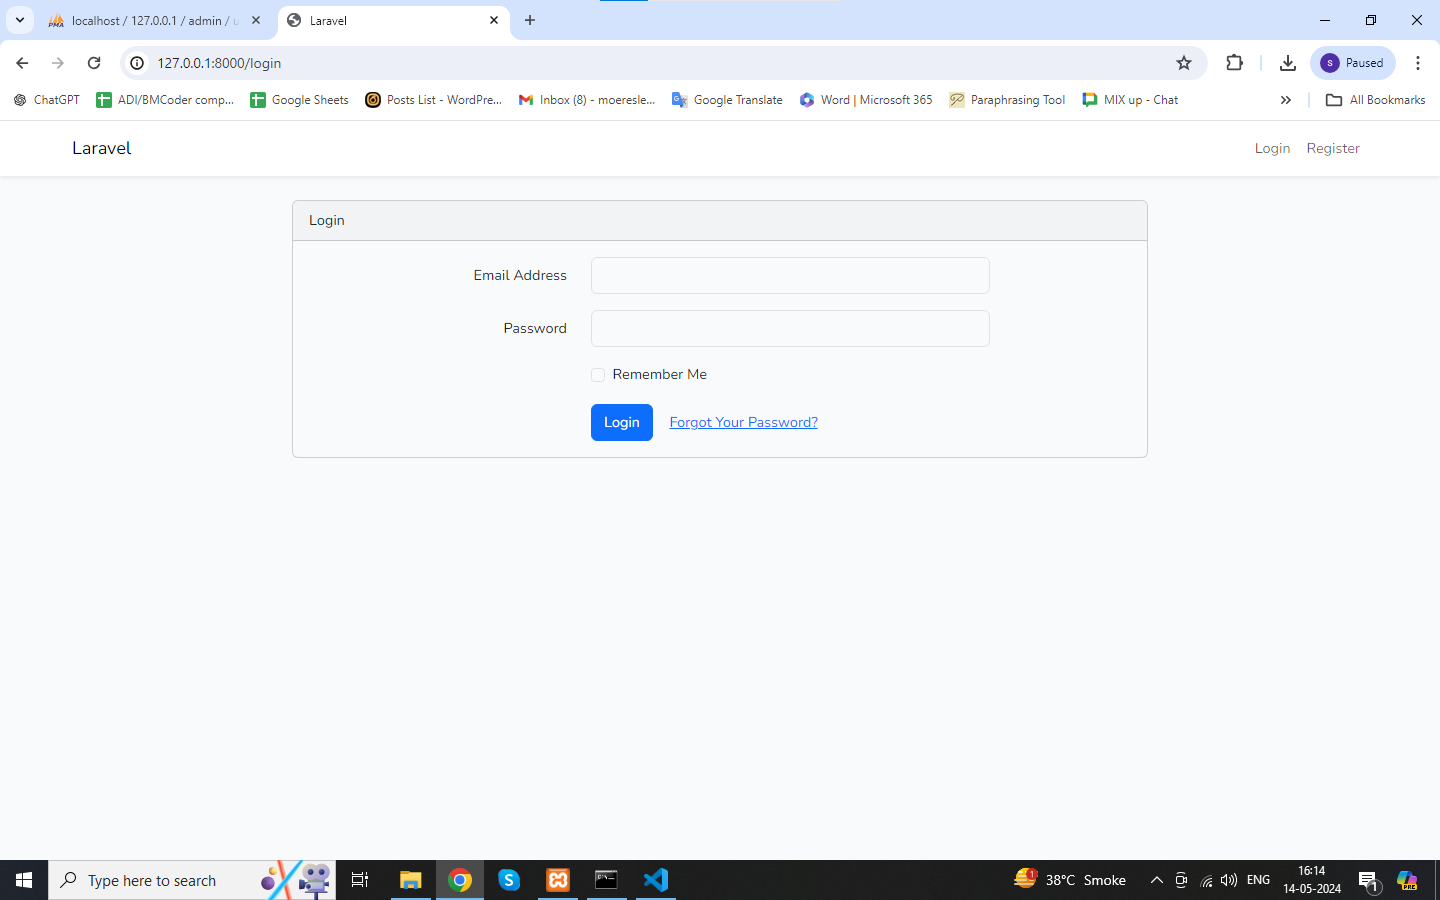 localhost / 127.0.0.1 / admin / u
Laravel
127.0.0.1:8000/login
S
Paused
ChatGPT
ADI/BMCoder comp...
Google Sheets
Posts List - WordPre...
Inbox (8) - moeresle...
Google Translate
Word | Microsoft 365
Paraphrasing Tool
MIX up - Chat
All Bookmarks
Laravel
Login
Register
Login
Email Address
Password
Remember Me
Login
Forgot Your Password?
Type here to search
1
38°C Smoke
ENG
16:14
14-05-2024
1
PRE